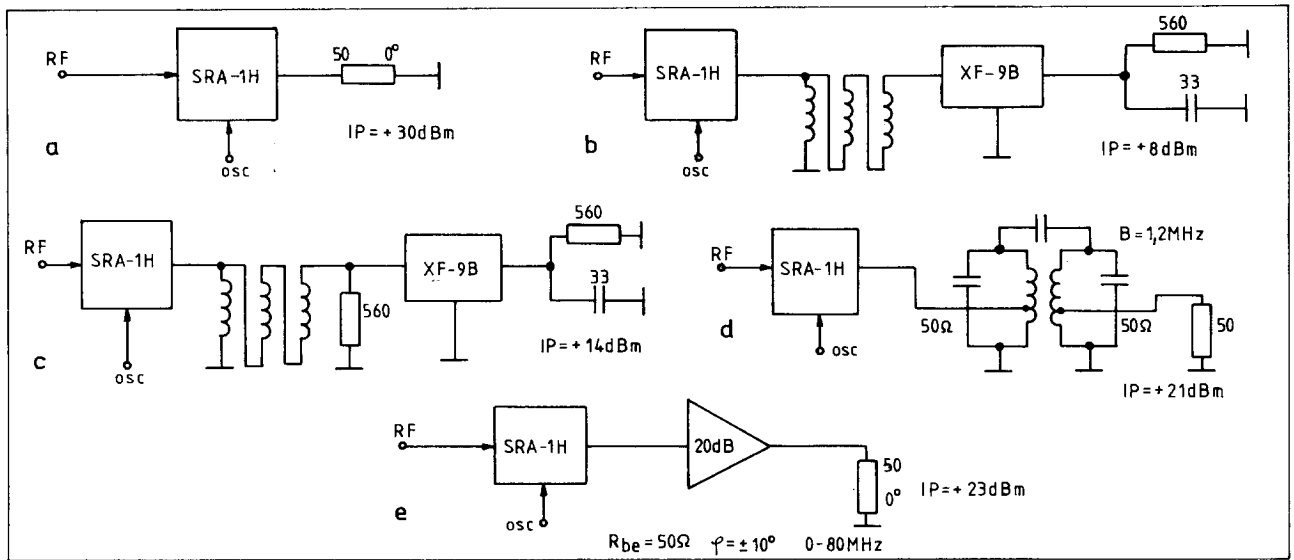 RF
SRA-1H
50 0°
IP = +30dBm
a
OSC
RF
SRA-1H
XF-9B
560
33
b
OSC
IP = +8dBm
RF
SRA-1H
560
XF-9B
560
33
c
OSC
IP = +14dBm
RF
SRA-1H
B = 1,2MHz
50Ω
50Ω
50
d
OSC
IP = +21dBm
RF
SRA-1H
20dB
50
0°
IP = +23dBm
e
OSC
Rbe = 50Ω φ = ±10° 0-80MHz